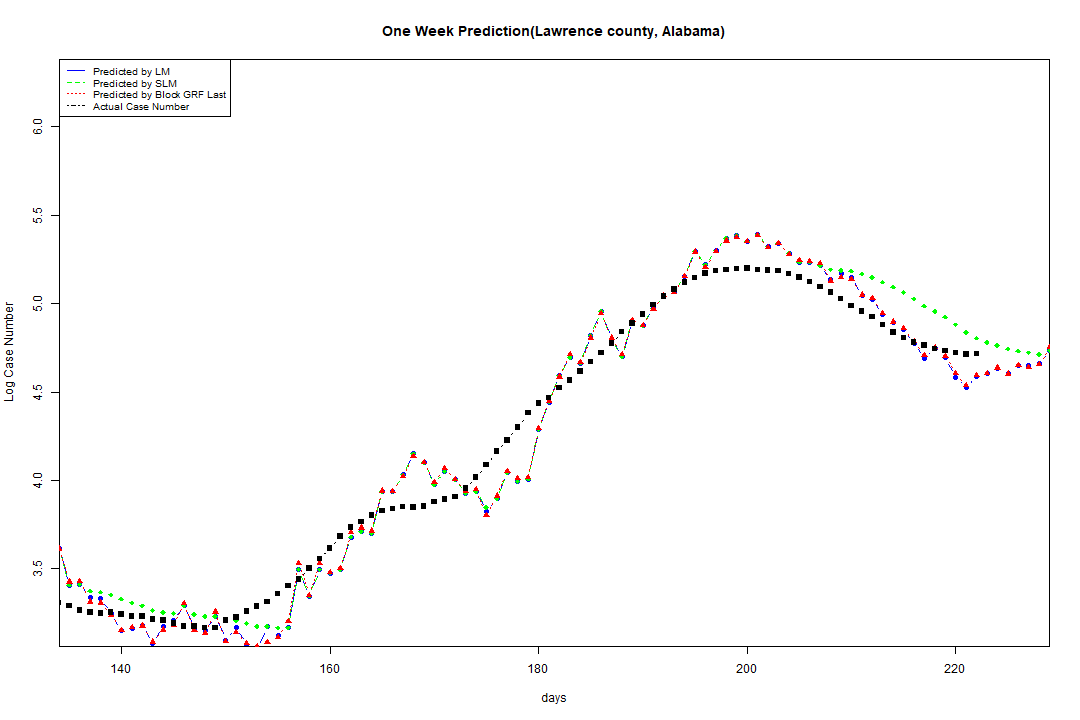 One Week Prediction(Lawrence county, Alabama)
Predicted by LM
Predicted by SLM
Predicted by Block GRF Last
Actual Case Number
6.0
5.5
5.0
4.5
4.0
3.5
Log Case Number
140 160 180 200 220
days